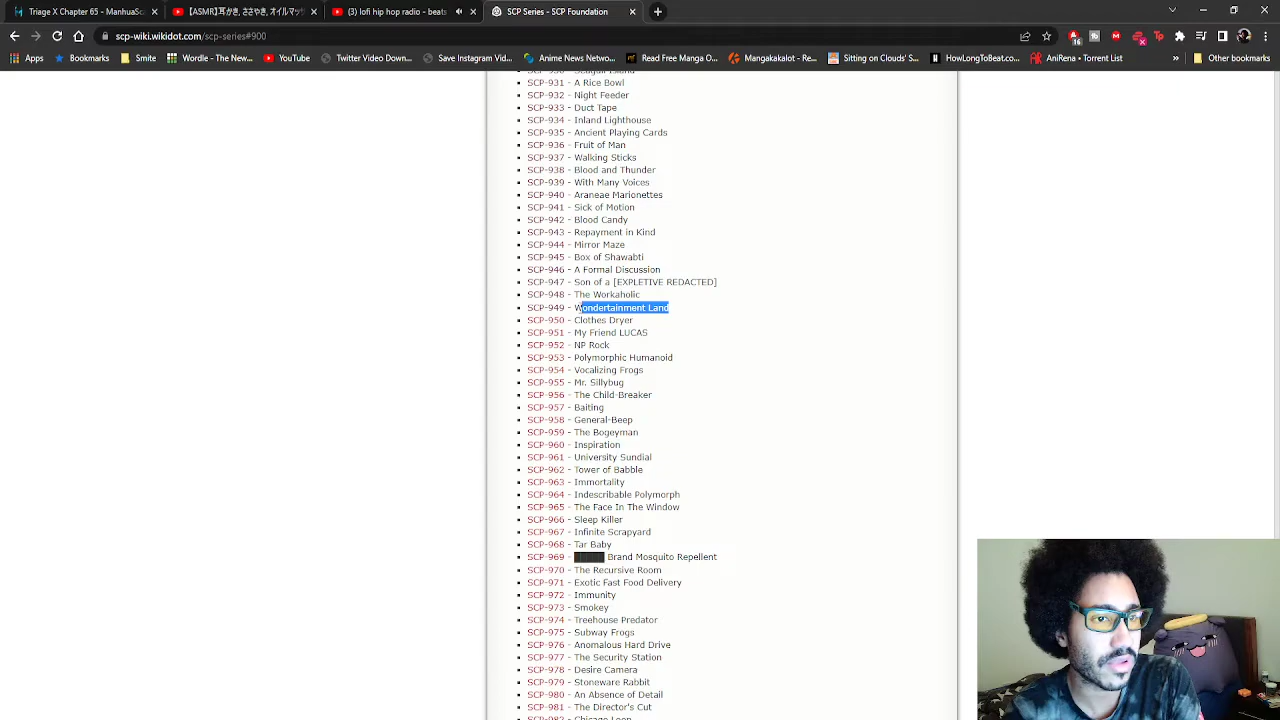 Triage X Chapter 65 - ManhuaSc
【ASMR】耳かき、ささやき、オイルマッ
(3) lofi hip hop radio - beats
SCP Series - SCP Foundation
scp-wiki.wikidot.com/scp-series#900
16
Apps
Bookmarks
Smite
Wordle - The New...
YouTube
Twitter Video Down...
Save Instagram Vid...
Anime News Networ...
Read Free Manga O...
Mangakakalot - Re...
Sitting on Clouds' S...
HowLongToBeat.co...
AniRena | Torrent List
SCP-930 - Seagull Island
SCP-931 - A Rice Bowl
SCP-932 - Night Feeder
SCP-933 - Duct Tape
SCP-934 - Inland Lighthouse
SCP-935 - Ancient Playing Cards
SCP-936 - Fruit of Man
SCP-937 - Walking Sticks
SCP-938 - Blood and Thunder
SCP-939 - With Many Voices
SCP-940 - Araneae Marionettes
SCP-941 - Sick of Motion
SCP-942 - Blood Candy
SCP-943 - Repayment in Kind
SCP-944 - Mirror Maze
SCP-945 - Box of Shawabti
SCP-946 - A Formal Discussion
SCP-947 - Son of a [EXPLETIVE REDACTED]
SCP-948 - The Workaholic
SCP-949 - Wondertainment Land
SCP-950 - Clothes Dryer
SCP-951 - My Friend LUCAS
SCP-952 - NP Rock
SCP-953 - Polymorphic Humanoid
SCP-954 - Vocalizing Frogs
SCP-955 - Mr. Sillybug
SCP-956 - The Child-Breaker
SCP-957 - Baiting
SCP-958 - General-Beep
SCP-959 - The Bogeyman
SCP-960 - Inspiration
SCP-961 - University Sundial
SCP-962 - Tower of Babble
SCP-963 - Immortality
SCP-964 - Indescribable Polymorph
SCP-965 - The Face In The Window
SCP-966 - Sleep Killer
SCP-967 - Infinite Scrapyard
SCP-968 - Tar Baby
SCP-969 - █████ Brand Mosquito Repellent
SCP-970 - The Recursive Room
SCP-971 - Exotic Fast Food Delivery
SCP-972 - Immunity
SCP-973 - Smokey
SCP-974 - Treehouse Predator
SCP-975 - Subway Frogs
SCP-976 - Anomalous Hard Drive
SCP-977 - The Security Station
SCP-978 - Desire Camera
SCP-979 - Stoneware Rabbit
SCP-980 - An Absence of Detail
SCP-981 - The Director's Cut
SCP-982 - Chicago Loop